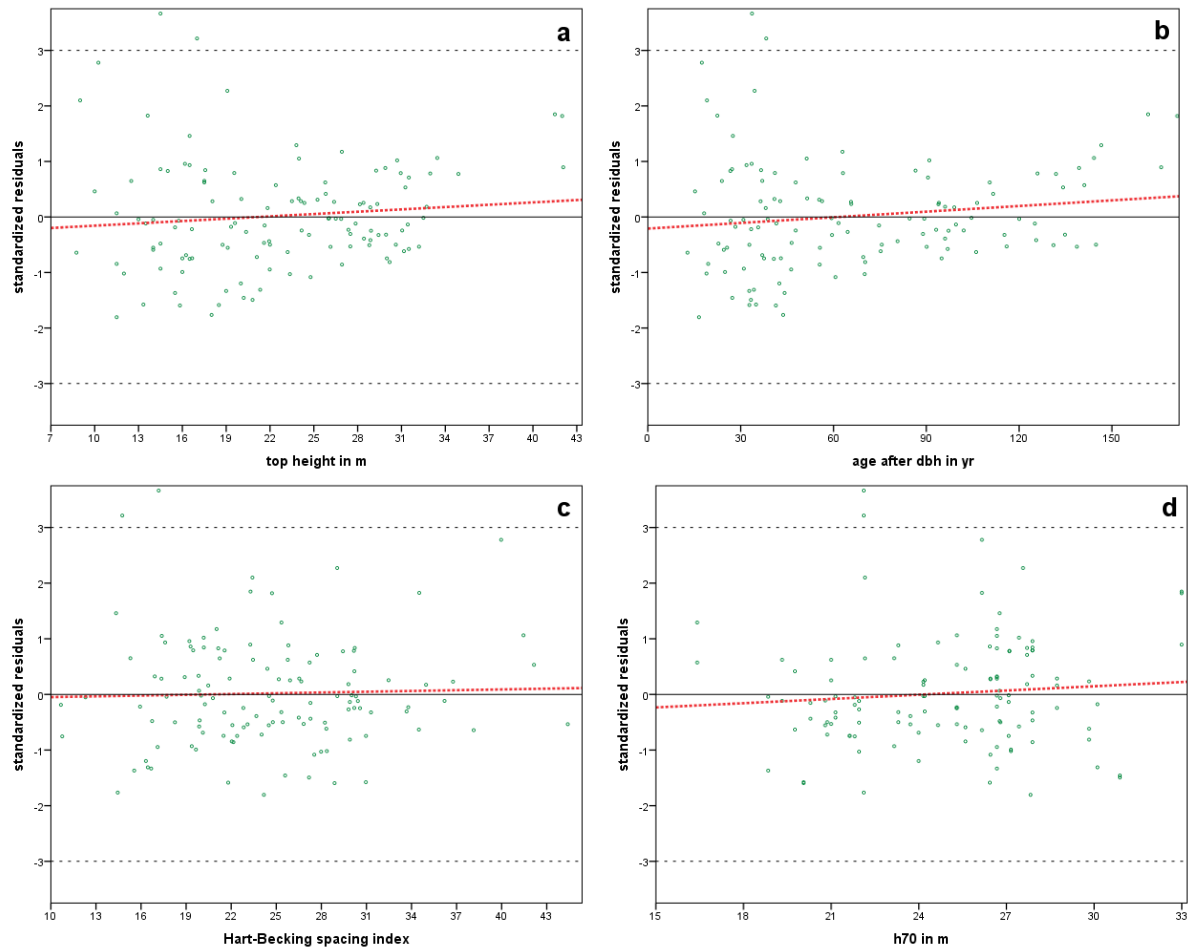 a
standardized residuals
3
2
1
0
-1
-2
-3
7 10 13 16 19 22 25 28 31 34 37 40 43
top height in m
b
standardized residuals
3
2
1
0
-1
-2
-3
0 30 60 90 120 150
age after dbh in yr
c
standardized residuals
3
2
1
0
-1
-2
-3
10 13 16 19 22 25 28 31 34 37 40 43
Hart-Becking spacing index
d
standardized residuals
3
2
1
0
-1
-2
-3
15 18 21 24 27 30 33
h70 in m